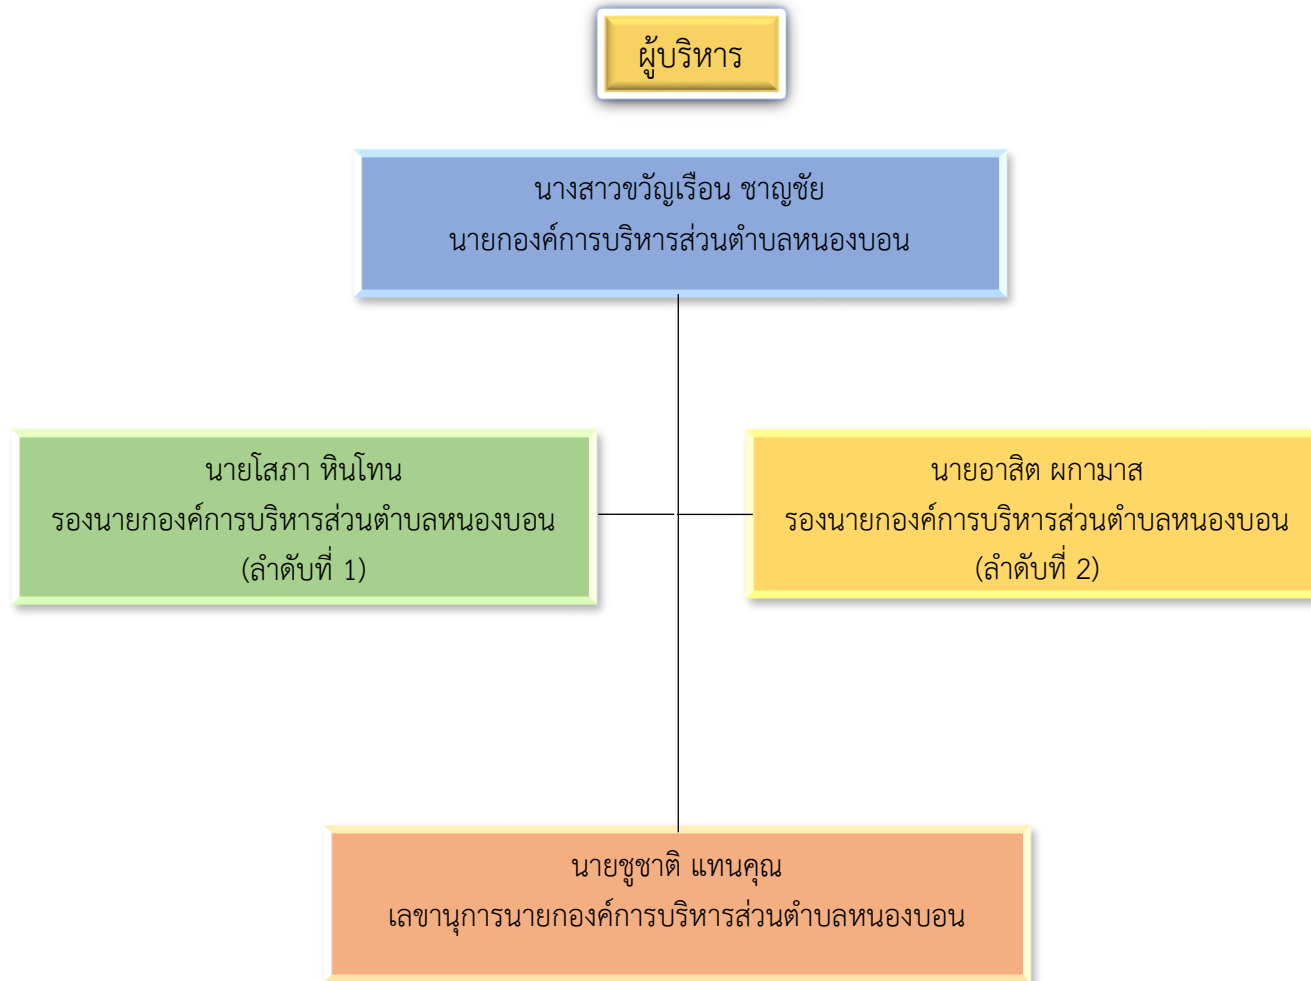 ผู้บริหาร
นางสาวขวัญเรือน ชาญชัย
นายกองค์การบริหารส่วนตำบลหนองบอน
นายโสภา หินโทน
รองนายกองค์การบริหารส่วนตำบลหนองบอน
(ลำดับที่ 1)
นายอาสิต ผกามาส
รองนายกองค์การบริหารส่วนตำบลหนองบอน
(ลำดับที่ 2)
นายชูชาติ แทนคุณ
เลขานุการนายกองค์การบริหารส่วนตำบลหนองบอน